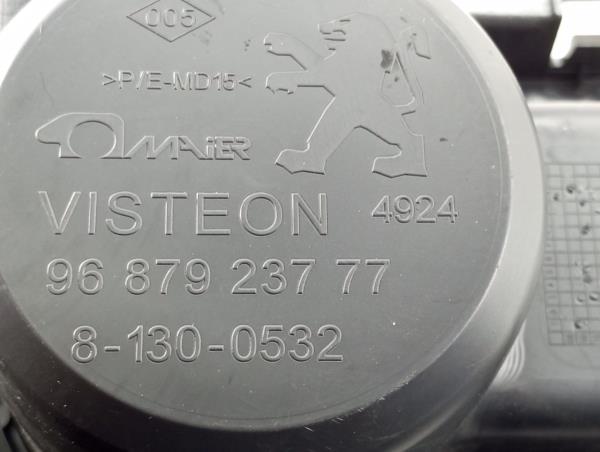 005
>P/E-MD15<
MAiER
VISTEON 4924
96 879 237 77
8-130-0532